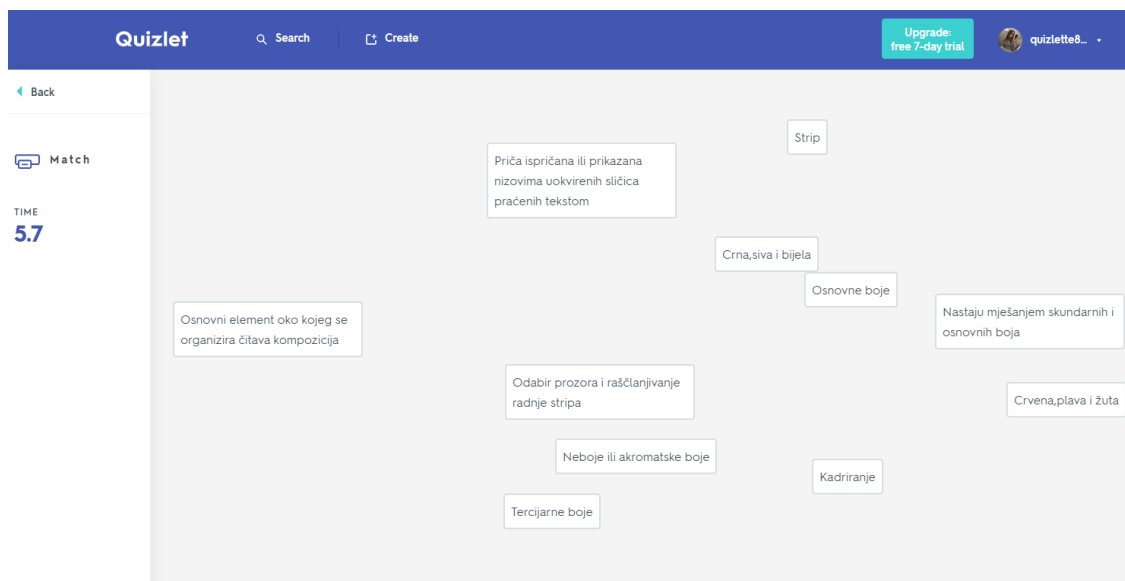 Quizlet
Search
Create
Upgrade:
free 7-day trial
quizlette8...
Back
Match
TIME
5.7
Strip
Priča ispričana ili prikazana
nizovima uokvirenih sličica
praćenih tekstom
Crna,siva i bijela
Osnovne boje
Nastaju mješanjem skundarnih i
osnovnih boja
Osnovni element oko kojeg se
organizira čitava kompozicija
Odabir prozora i raščlanjivanje
radnje stripa
Crvena,plava i žuta
Neboje ili akromatske boje
Kadriranje
Tercijarne boje